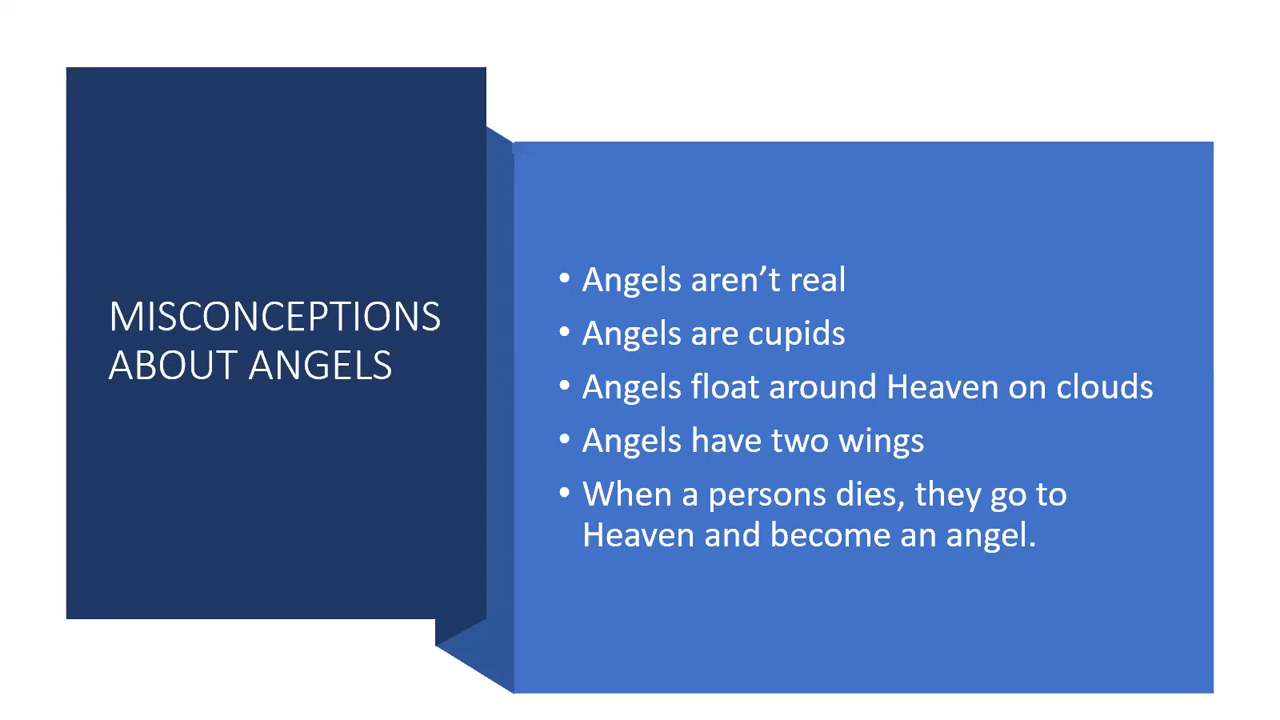 MISCONCEPTIONS
ABOUT ANGELS
• Angels aren’t real
• Angels are cupids
• Angels float around Heaven on clouds
• Angels have two wings
• When a persons dies, they go to
Heaven and become an angel.